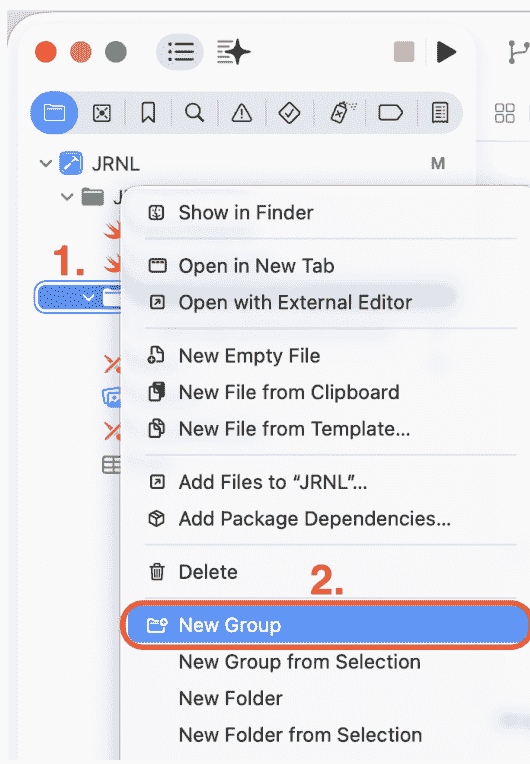 JRNL
M
J
1.
Show in Finder
Open in New Tab
Open with External Editor
New Empty File
New File from Clipboard
New File from Template...
Add Files to “JRNL”...
Add Package Dependencies...
Delete
2.
New Group
New Group from Selection
New Folder
New Folder from Selection